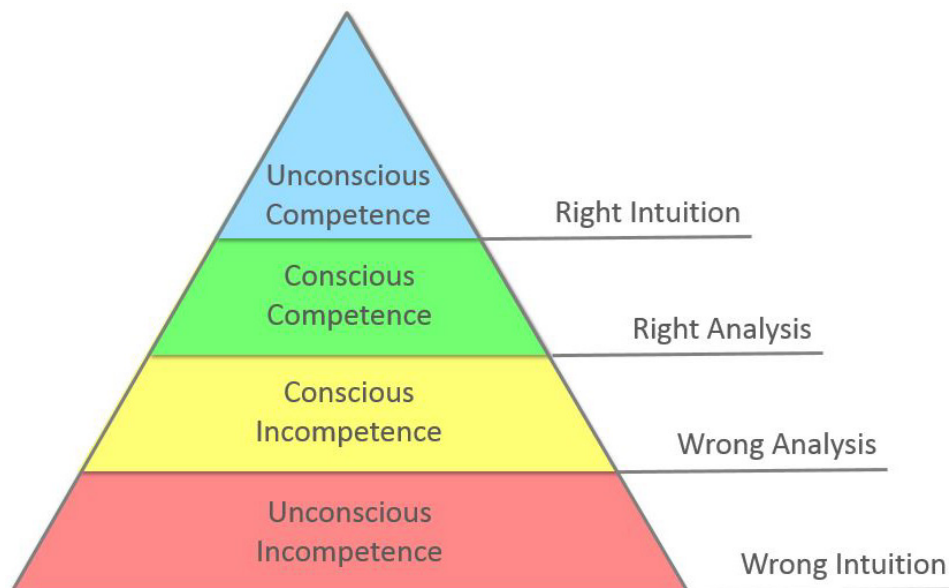 Unconscious
Competence
Right Intuition
Conscious
Competence
Right Analysis
Conscious
Incompetence
Wrong Analysis
Unconscious
Incompetence
Wrong Intuition